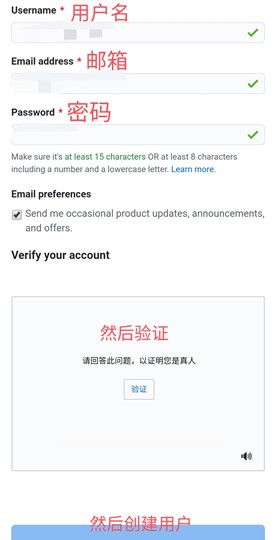 Username * 用户名
Email address * 邮箱
Password * 密码
Make sure it's at least 15 characters OR at least 8 characters
including a number and a lowercase letter. Learn more.
Email preferences
Send me occasional product updates, announcements,
and offers.
Verify your account
然后验证
请回答此问题，以证明您是真人
验证
然后创建用户